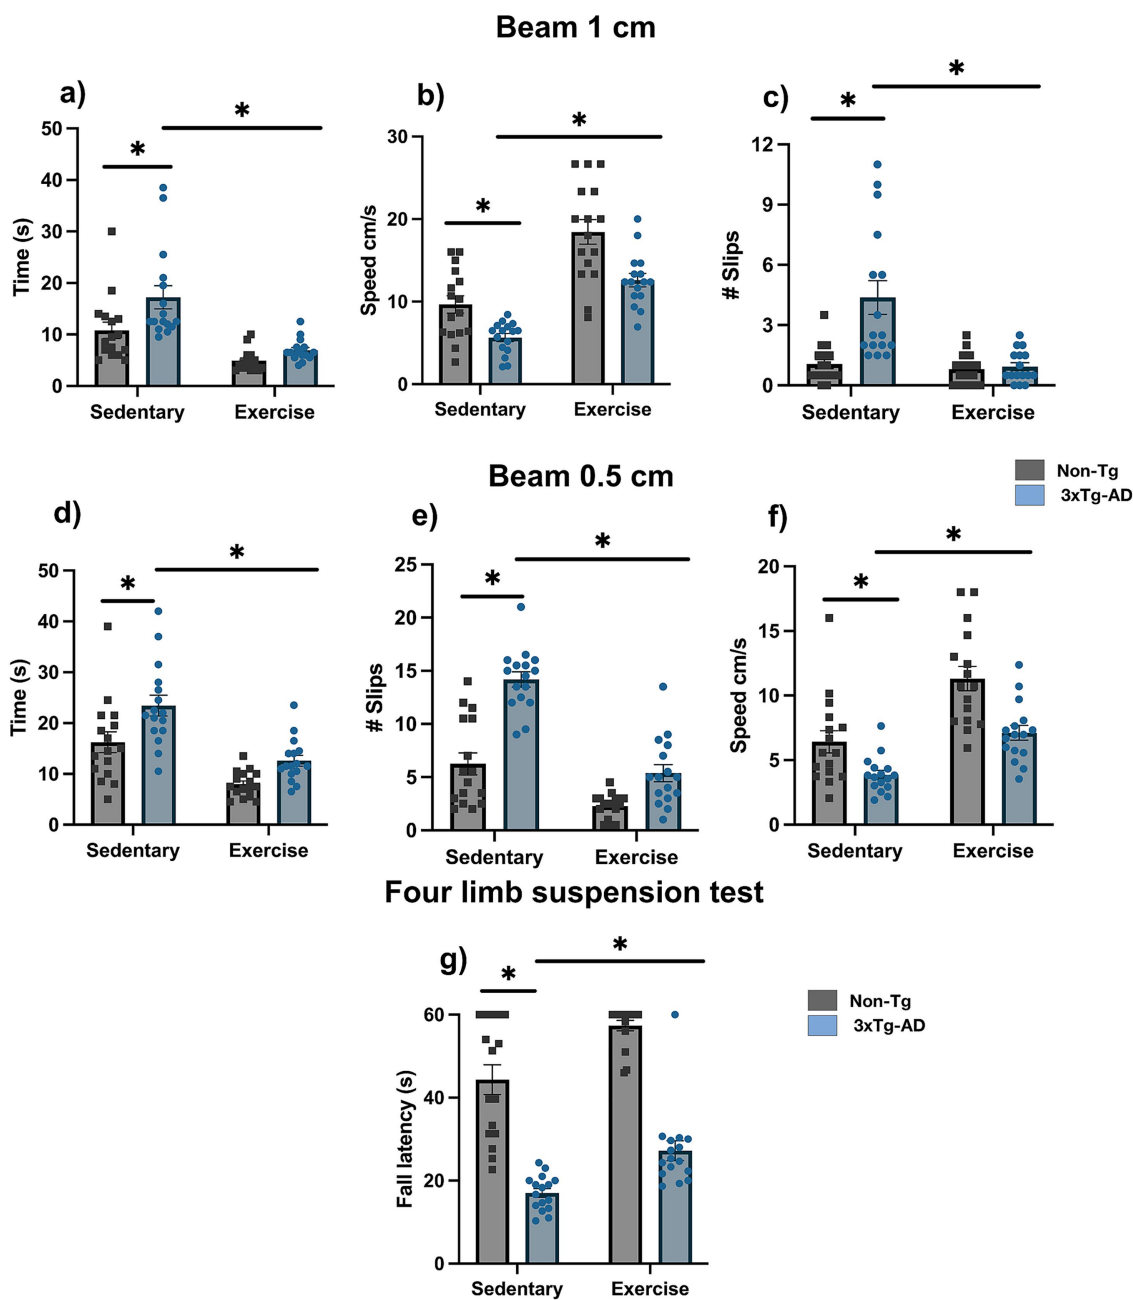 Beam 1 cm
a)
b)
c)
*
*
*
*
*
*
Time (s)
50
40
30
20
10
0
Sedentary
Exercise
Speed cm/s
30
20
10
0
Sedentary
Exercise
# Slips
12
9
6
3
0
Sedentary
Exercise
Beam 0.5 cm
Non-Tg
3xTg-AD
d)
e)
f)
*
*
*
*
*
*
Time (s)
50
40
30
20
10
0
Sedentary
Exercise
# Slips
25
20
15
10
5
0
Sedentary
Exercise
Speed cm/s
20
15
10
5
0
Sedentary
Exercise
Four limb suspension test
g)
*
*
Fall latency (s)
60
40
20
0
Sedentary
Exercise
Non-Tg
3xTg-AD